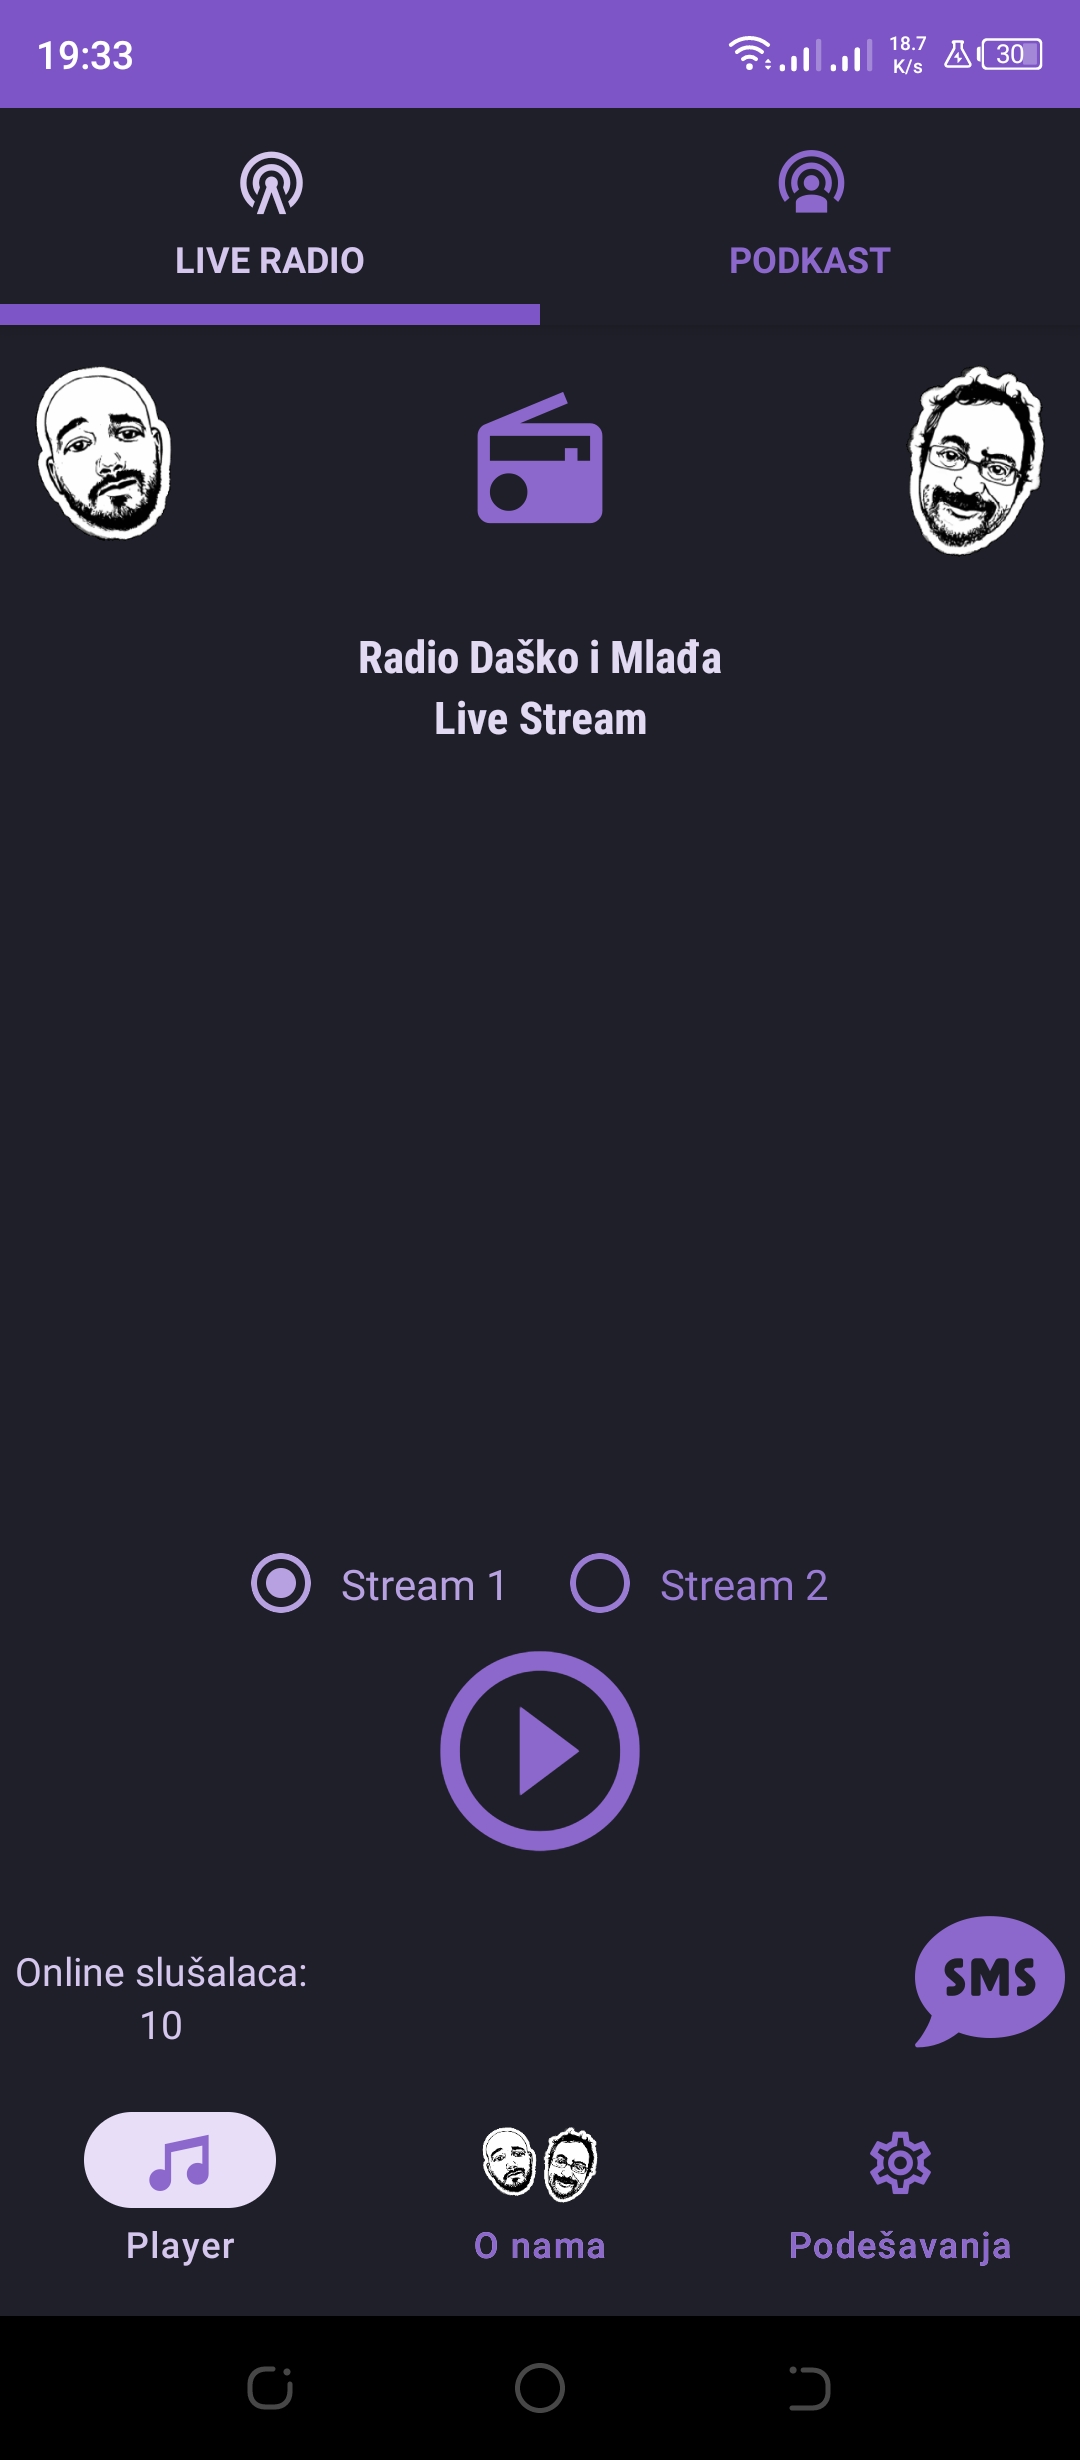 19:33
18.7
K/s
30
LIVE RADIO
PODKAST
Radio Daško i Mlađa
Live Stream
Stream 1
Stream 2
Online slušalaca:
10
SMS
Player
O nama
Podešavanja